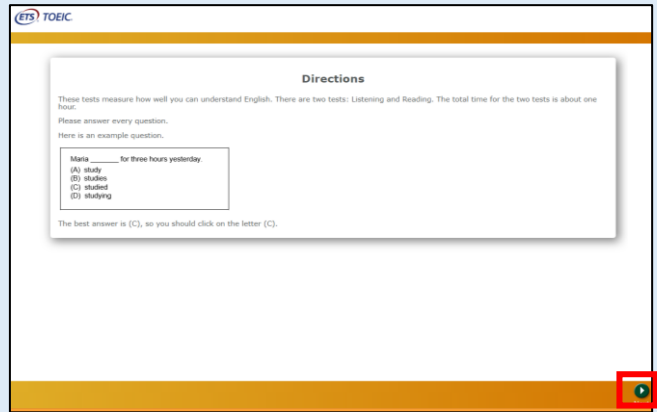 ETS TOEIC.
Directions
These tests measure how well you can understand English. There are two tests: Listening and Reading. The total time for the two tests is about one
hour.
Please answer every question.
Here is an example question.
Maria ______ for three hours yesterday.
(A) study
(B) studies
(C) studied
(D) studying
The best answer is (C), so you should click on the letter (C).